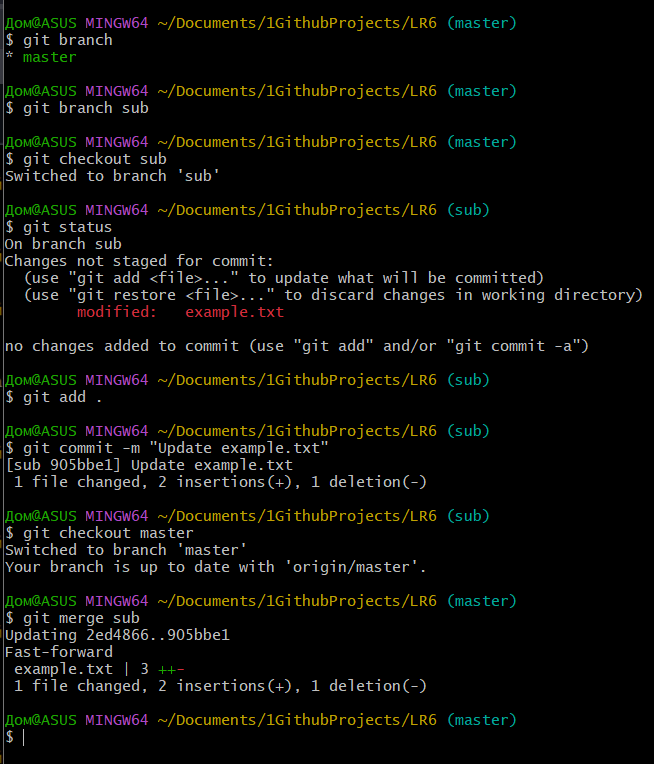 Дом@ASUS MINGW64 ~/Documents/1GithubProjects/LR6 (master)
$ git branch
* master
Дом@ASUS MINGW64 ~/Documents/1GithubProjects/LR6 (master)
$ git branch sub
Дом@ASUS MINGW64 ~/Documents/1GithubProjects/LR6 (master)
$ git checkout sub
Switched to branch 'sub'
Дом@ASUS MINGW64 ~/Documents/1GithubProjects/LR6 (sub)
$ git status
On branch sub
Changes not staged for commit:
  (use "git add <file>..." to update what will be committed)
  (use "git restore <file>..." to discard changes in working directory)
        modified:   example.txt
no changes added to commit (use "git add" and/or "git commit -a")
Дом@ASUS MINGW64 ~/Documents/1GithubProjects/LR6 (sub)
$ git add .
Дом@ASUS MINGW64 ~/Documents/1GithubProjects/LR6 (sub)
$ git commit -m "Update example.txt"
[sub 905bbe1] Update example.txt
 1 file changed, 2 insertions(+), 1 deletion(-)
Дом@ASUS MINGW64 ~/Documents/1GithubProjects/LR6 (sub)
$ git checkout master
Switched to branch 'master'
Your branch is up to date with 'origin/master'.
Дом@ASUS MINGW64 ~/Documents/1GithubProjects/LR6 (master)
$ git merge sub
Updating 2ed4866..905bbe1
Fast-forward
 example.txt | 3 ++-
 1 file changed, 2 insertions(+), 1 deletion(-)
Дом@ASUS MINGW64 ~/Documents/1GithubProjects/LR6 (master)
$